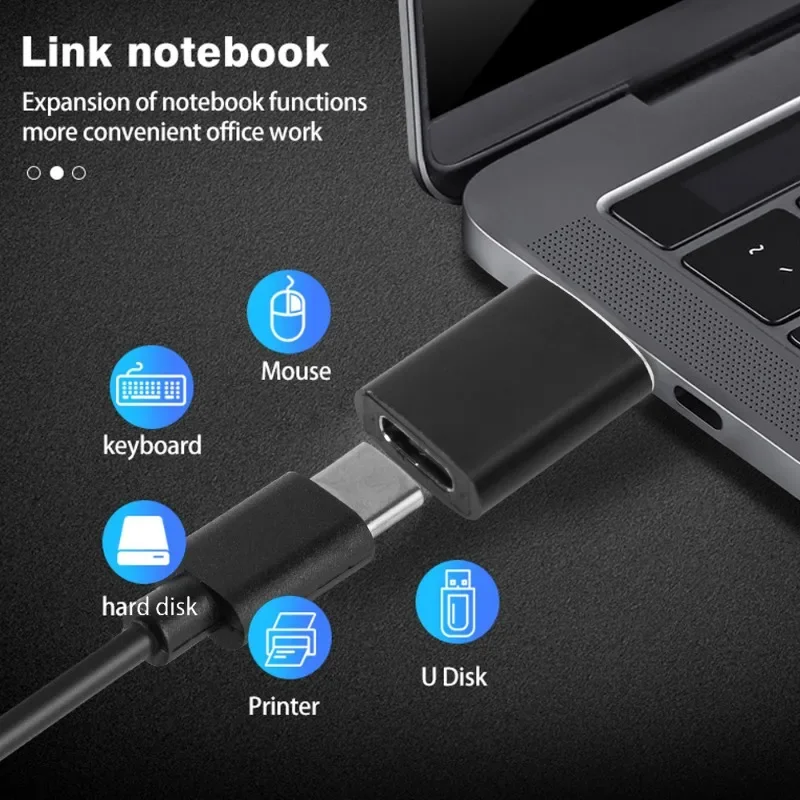 Link notebook
Expansion of notebook functions
more convenient office work
Mouse
keyboard
hard disk
Printer
U Disk